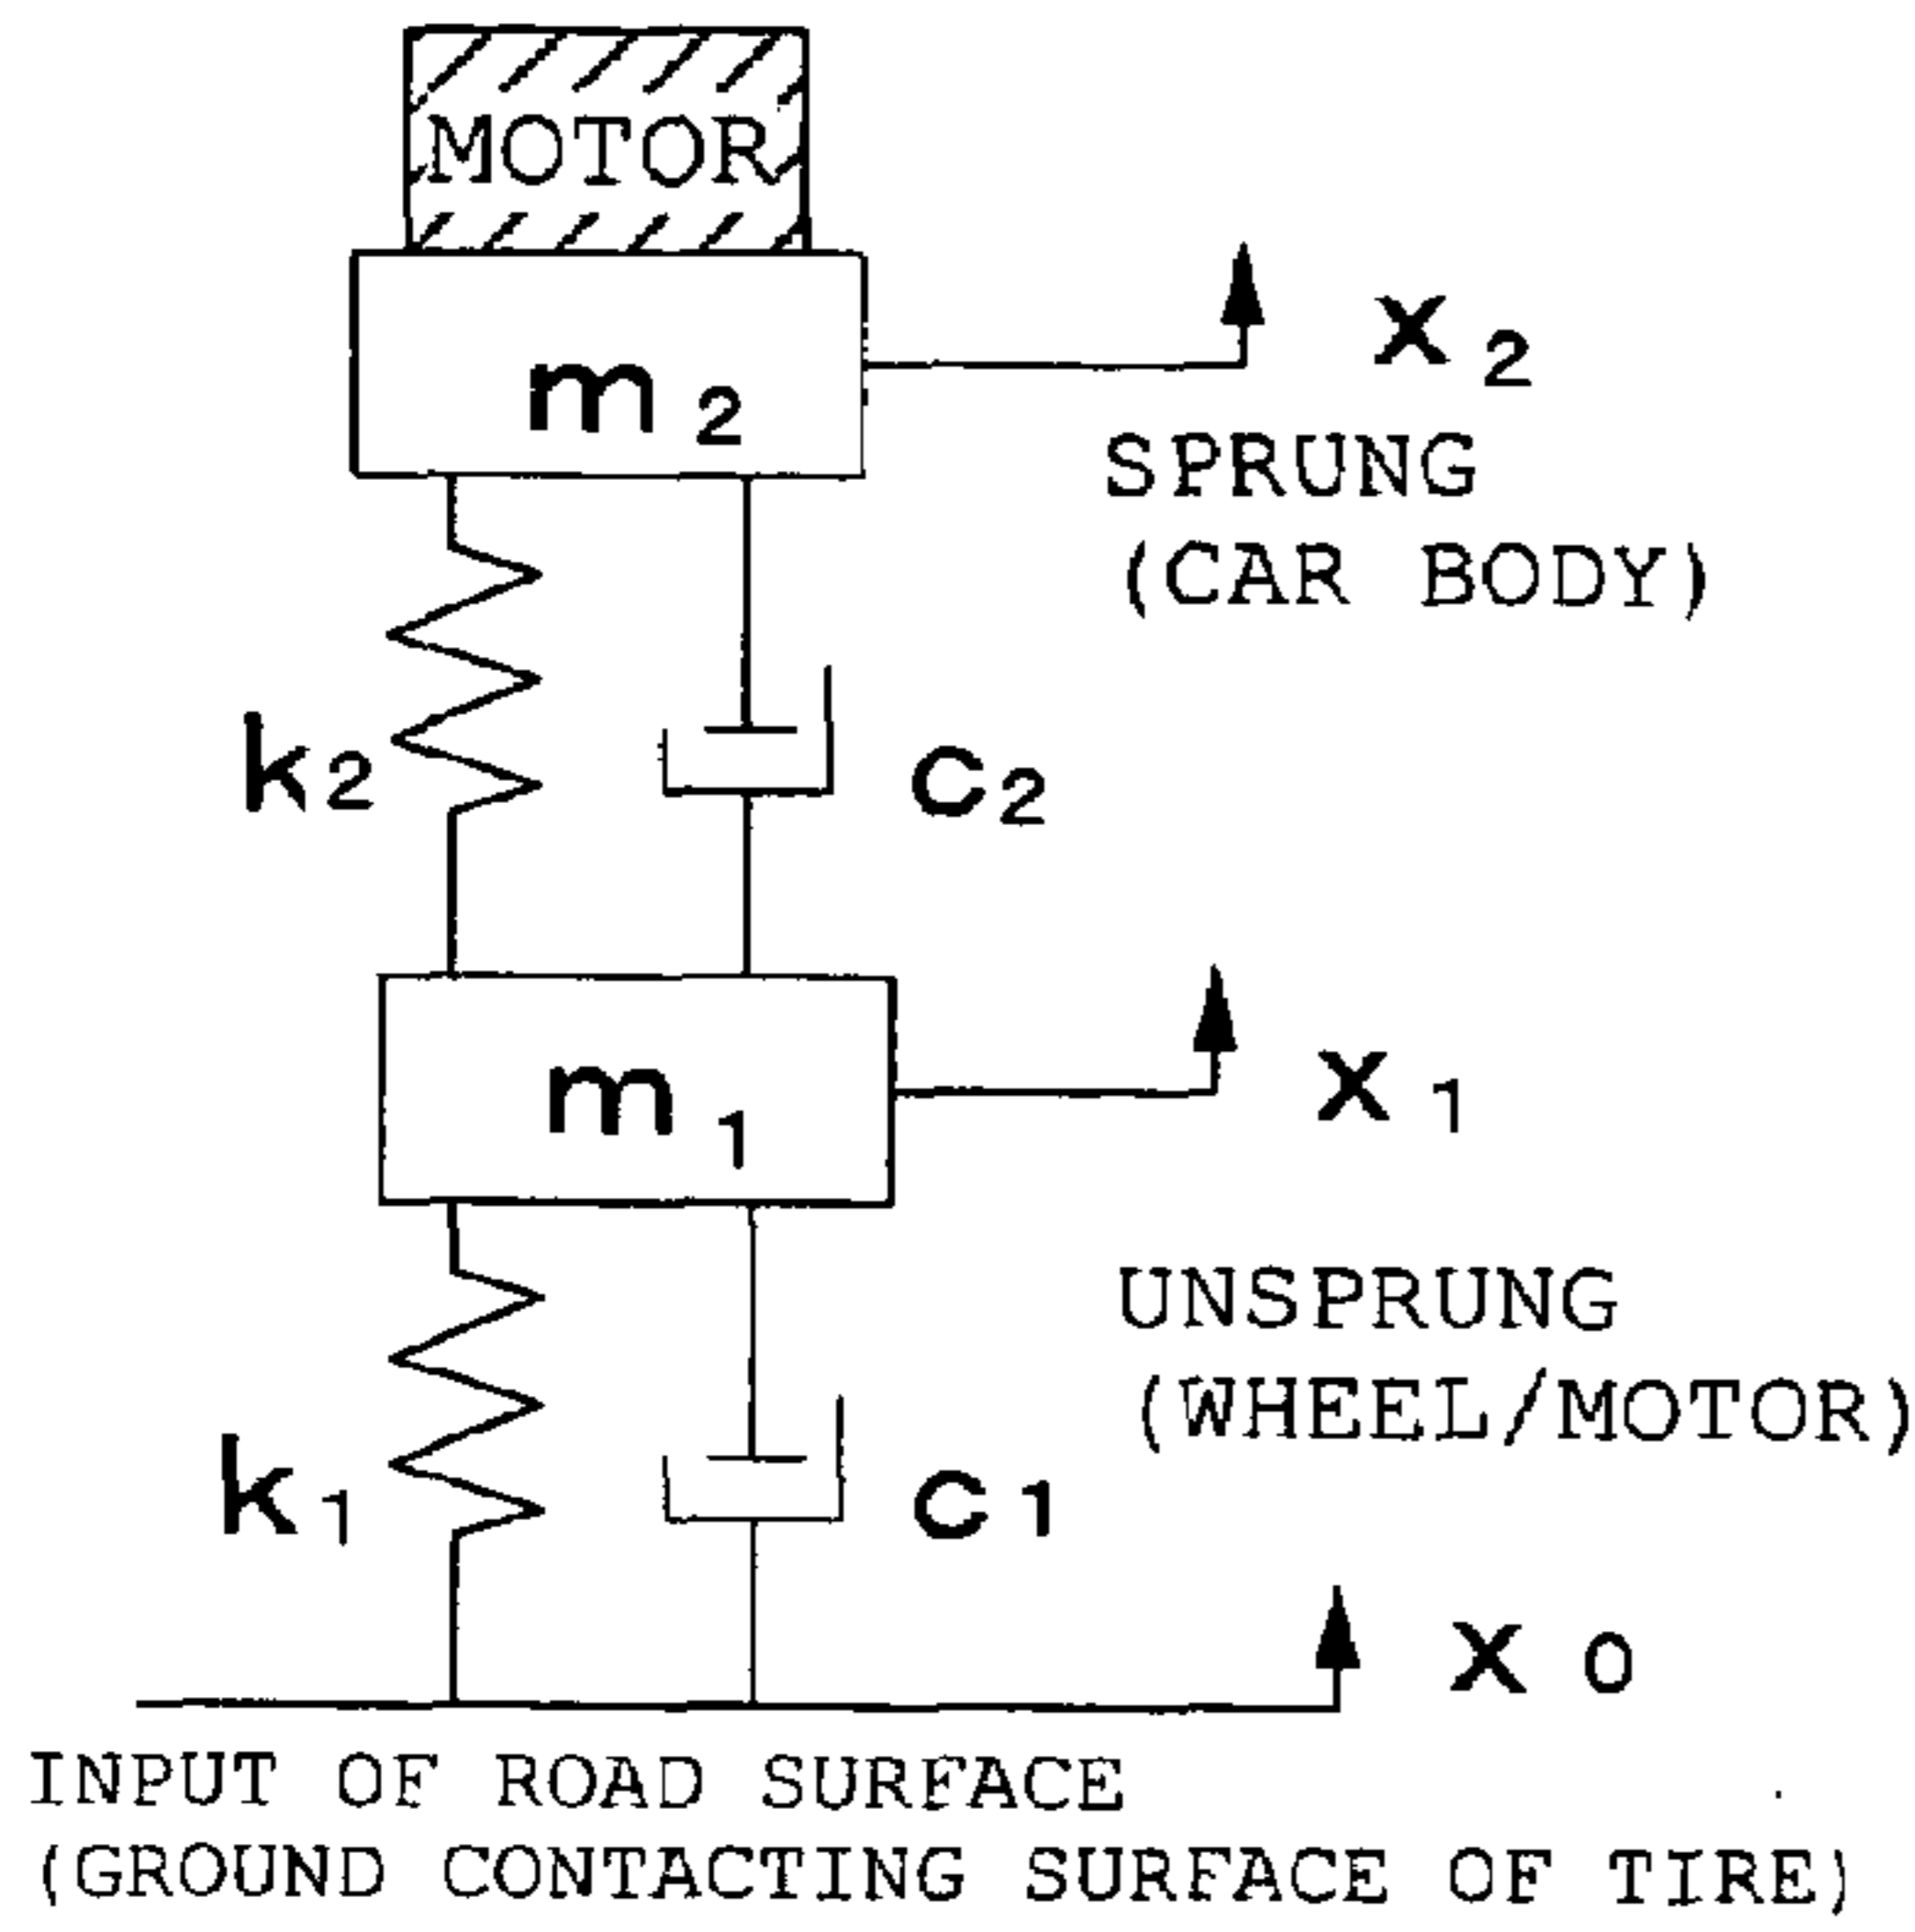 MOTOR
m2
x2
SPRUNG
(CAR BODY)
k2
c2
m1
x1
UNSPRUNG
(WHEEL/MOTOR)
k1
c1
x0
INPUT OF ROAD SURFACE
(GROUND CONTACTING SURFACE OF TIRE)